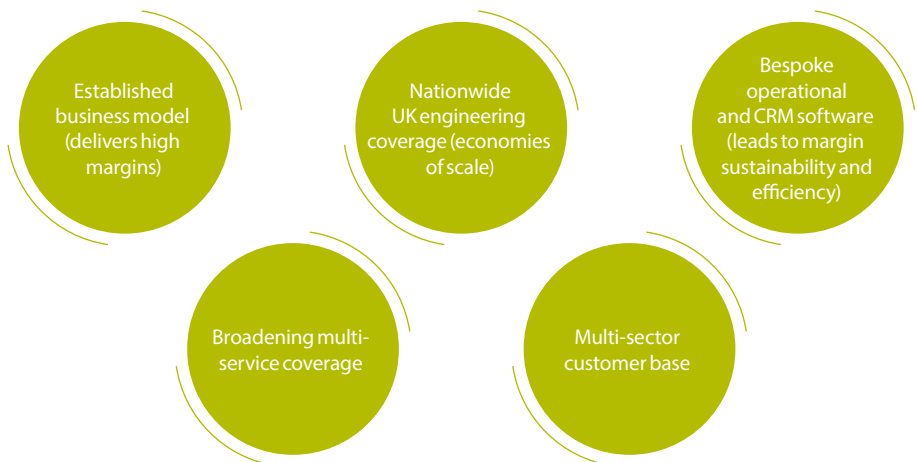 Established
business model
(delivers high
margins)
Nationwide
UK engineering
coverage (economies
of scale)
Bespoke
operational
and CRM software
(leads to margin
sustainability and
efficiency)
Broadening multi-
service coverage
Multi-sector
customer base